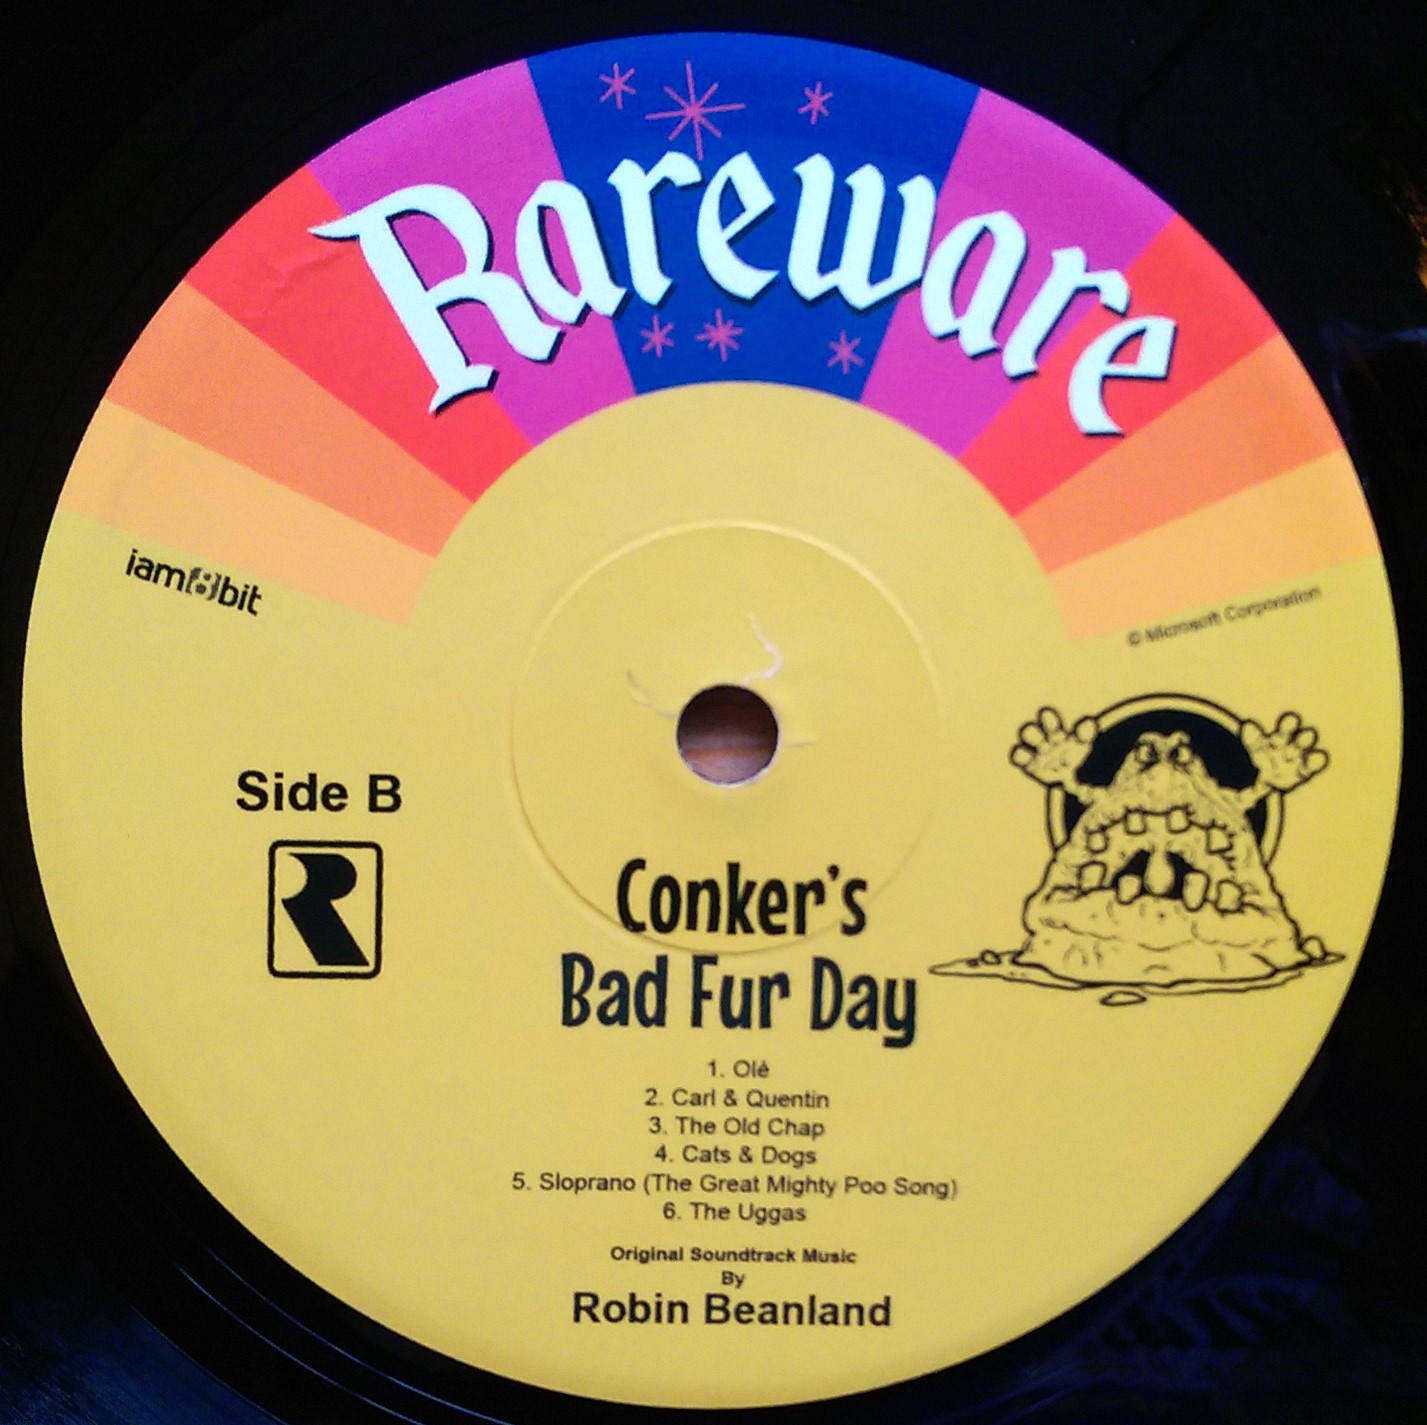 Rareware
iam8bit
© Microsoft Corporation
Side B
R
Conker's
Bad Fur Day
1. Olé
2. Carl & Quentin
3. The Old Chap
4. Cats & Dogs
5. Sloprano (The Great Mighty Poo Song)
6. The Uggas
Original Soundtrack Music
By
Robin Beanland